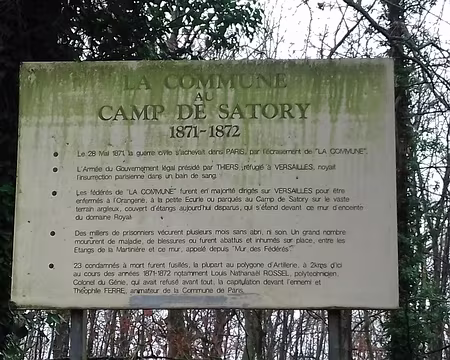 LA COMMUNE
AU
CAMP DE SATORY
1871-1872
Le 28 Mai 1871, la guerre civile s'achevait dans PARIS, par l'écrasement de "LA COMMUNE".
L'Armée du Gouvernement légal présidé par THIERS, réfugié à VERSAILLES, noyait
l'insurrection parisienne dans un bain de sang.
Les fédérés de "LA COMMUNE" furent en majorité dirigés sur VERSAILLES pour être
enfermés à l'Orangerie, à la petite Ecurie ou parqués au Camp de Satory sur le vaste
terrain argileux, couvert d'étangs aujourd'hui disparus, qui s'étend devant ce mur d'enceinte
du domaine Royal.
Des milliers de prisonniers vécurent plusieurs mois sans abri, ni soin. Un grand nombre
moururent de maladie, de blessures ou furent abattus et inhumés sur place, entre les
Etangs de la Martinière et ce mur, appelé depuis "Mur des Fédérés".
23 condamnés à mort furent fusillés, la plupart au polygone d'Artillerie, à 2kms d'ici
au cours des années 1871-1872 notamment Louis Nathanaël ROSSEL, polytechnicien,
Colonel du Génie, qui avait refusé avant tout, la capitulation devant l'ennemi et
Théophile FERRE, animateur de la Commune de Paris.